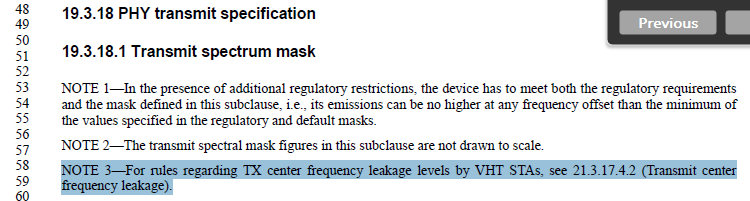 48
49
50
51
52
53
54
55
56
57
58
59
60
19.3.18 PHY transmit specification
19.3.18.1 Transmit spectrum mask
NOTE 1—In the presence of additional regulatory restrictions, the device has to meet both the regulatory requirements
and the mask defined in this subclause, i.e., its emissions can be no higher at any frequency offset than the minimum of
the values specified in the regulatory and default masks.
NOTE 2—The transmit spectral mask figures in this subclause are not drawn to scale.
NOTE 3—For rules regarding TX center frequency leakage levels by VHT STAs, see 21.3.17.4.2 (Transmit center
frequency leakage).
Previous